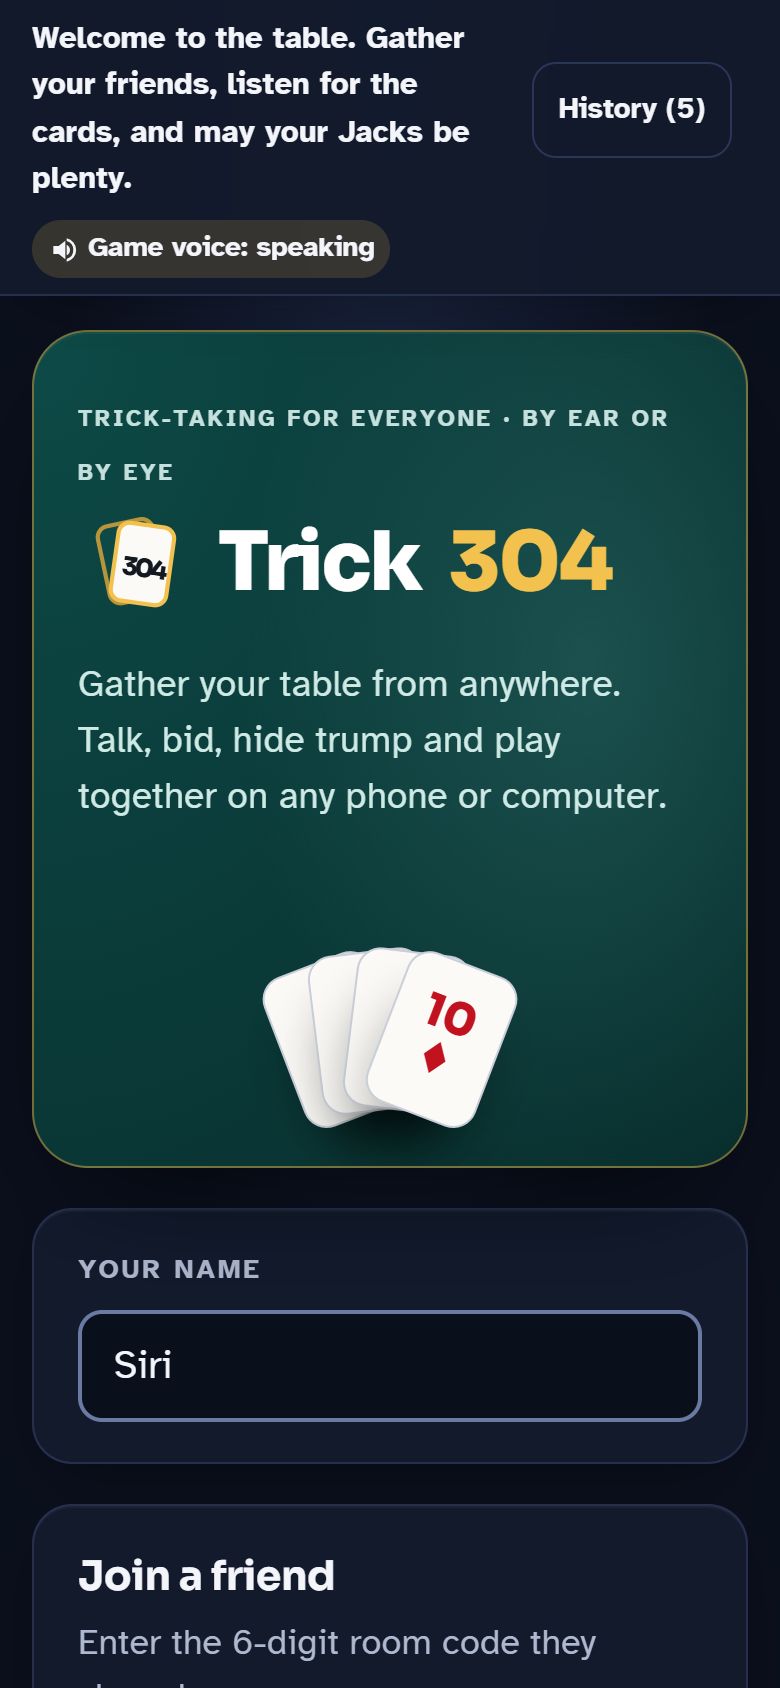 Welcome to the table. Gather
your friends, listen for the
cards, and may your Jacks be
plenty.
History (5)
Game voice: speaking
TRICK-TAKING FOR EVERYONE · BY EAR OR
BY EYE
304
Trick 304
Gather your table from anywhere.
Talk, bid, hide trump and play
together on any phone or computer.
10
YOUR NAME
Siri
Join a friend
Enter the 6-digit room code they